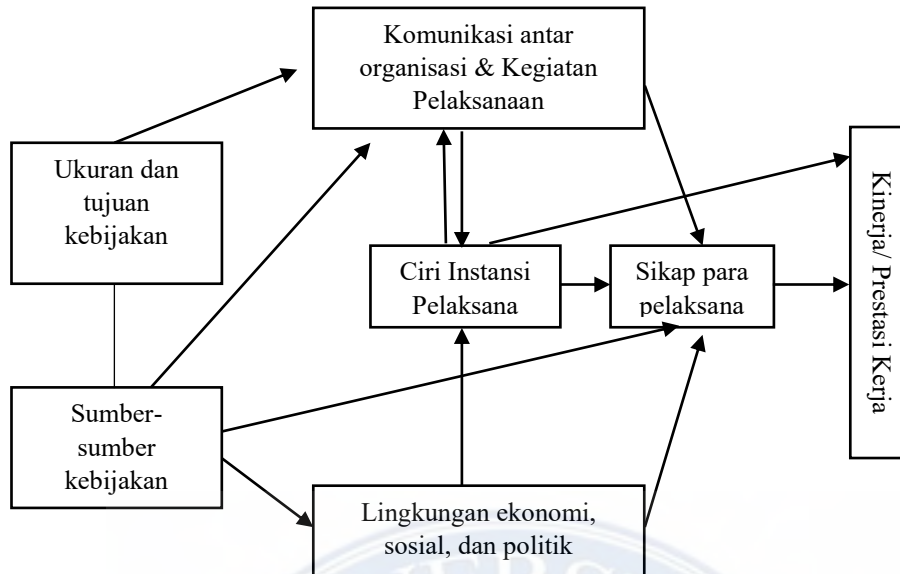 Komunikasi antar
organisasi & Kegiatan
Pelaksanaan
Ukuran dan
tujuan
kebijakan
Ciri Instansi
Pelaksana
Sikap para
pelaksana
Kinerja/ Prestasi Kerja
Sumber-
sumber
kebijakan
Lingkungan ekonomi,
sosial, dan politik